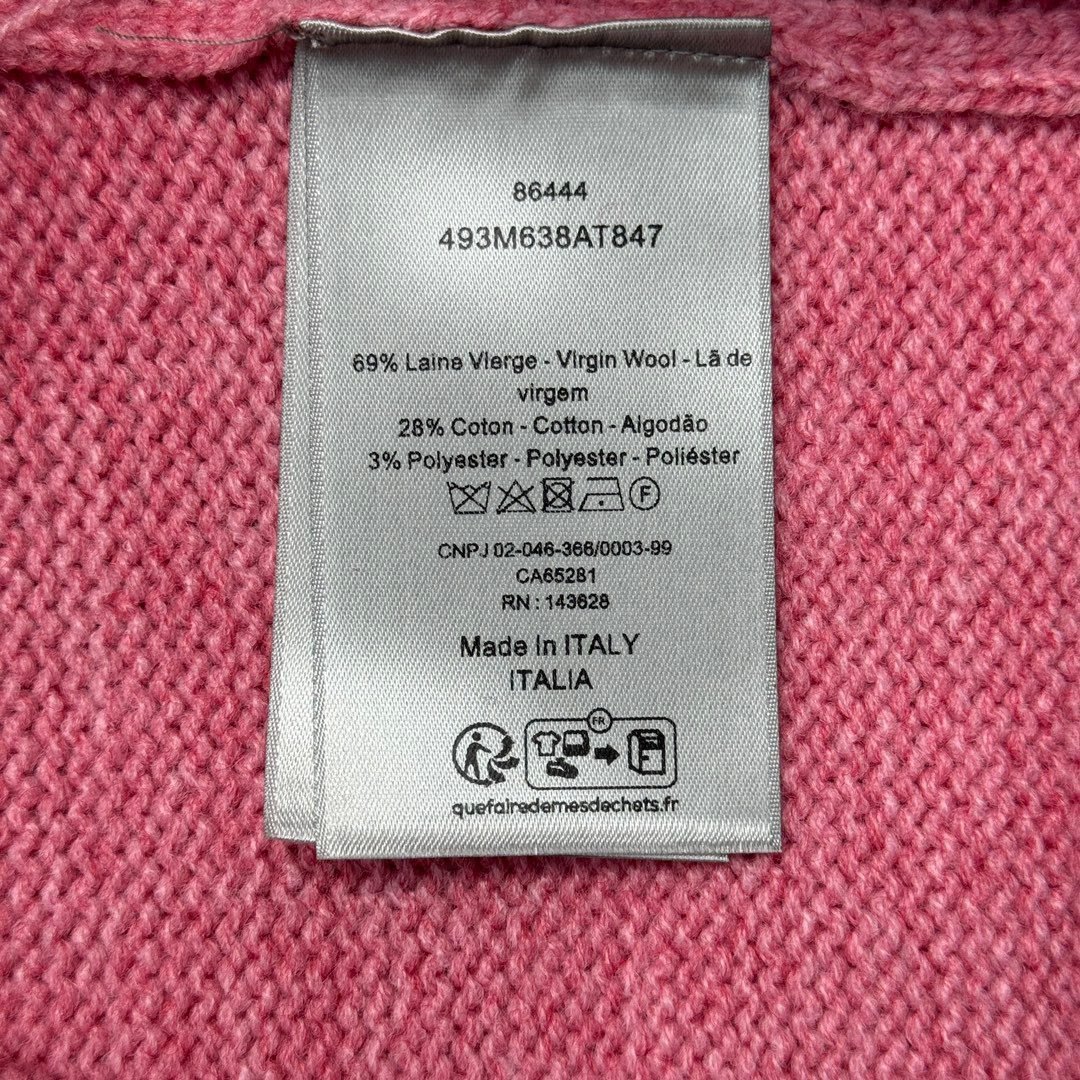 86444
493M638AT847
69% Laine Vierge - Virgin Wool - Lã de
virgem
28% Coton - Cotton - Algodão
3% Polyester - Polyester - Poliéster
F
CNPJ 02-046-366/0003-99
CA65281
RN : 143628
Made in ITALY
ITALIA
FR
quefairedemesdechets.fr